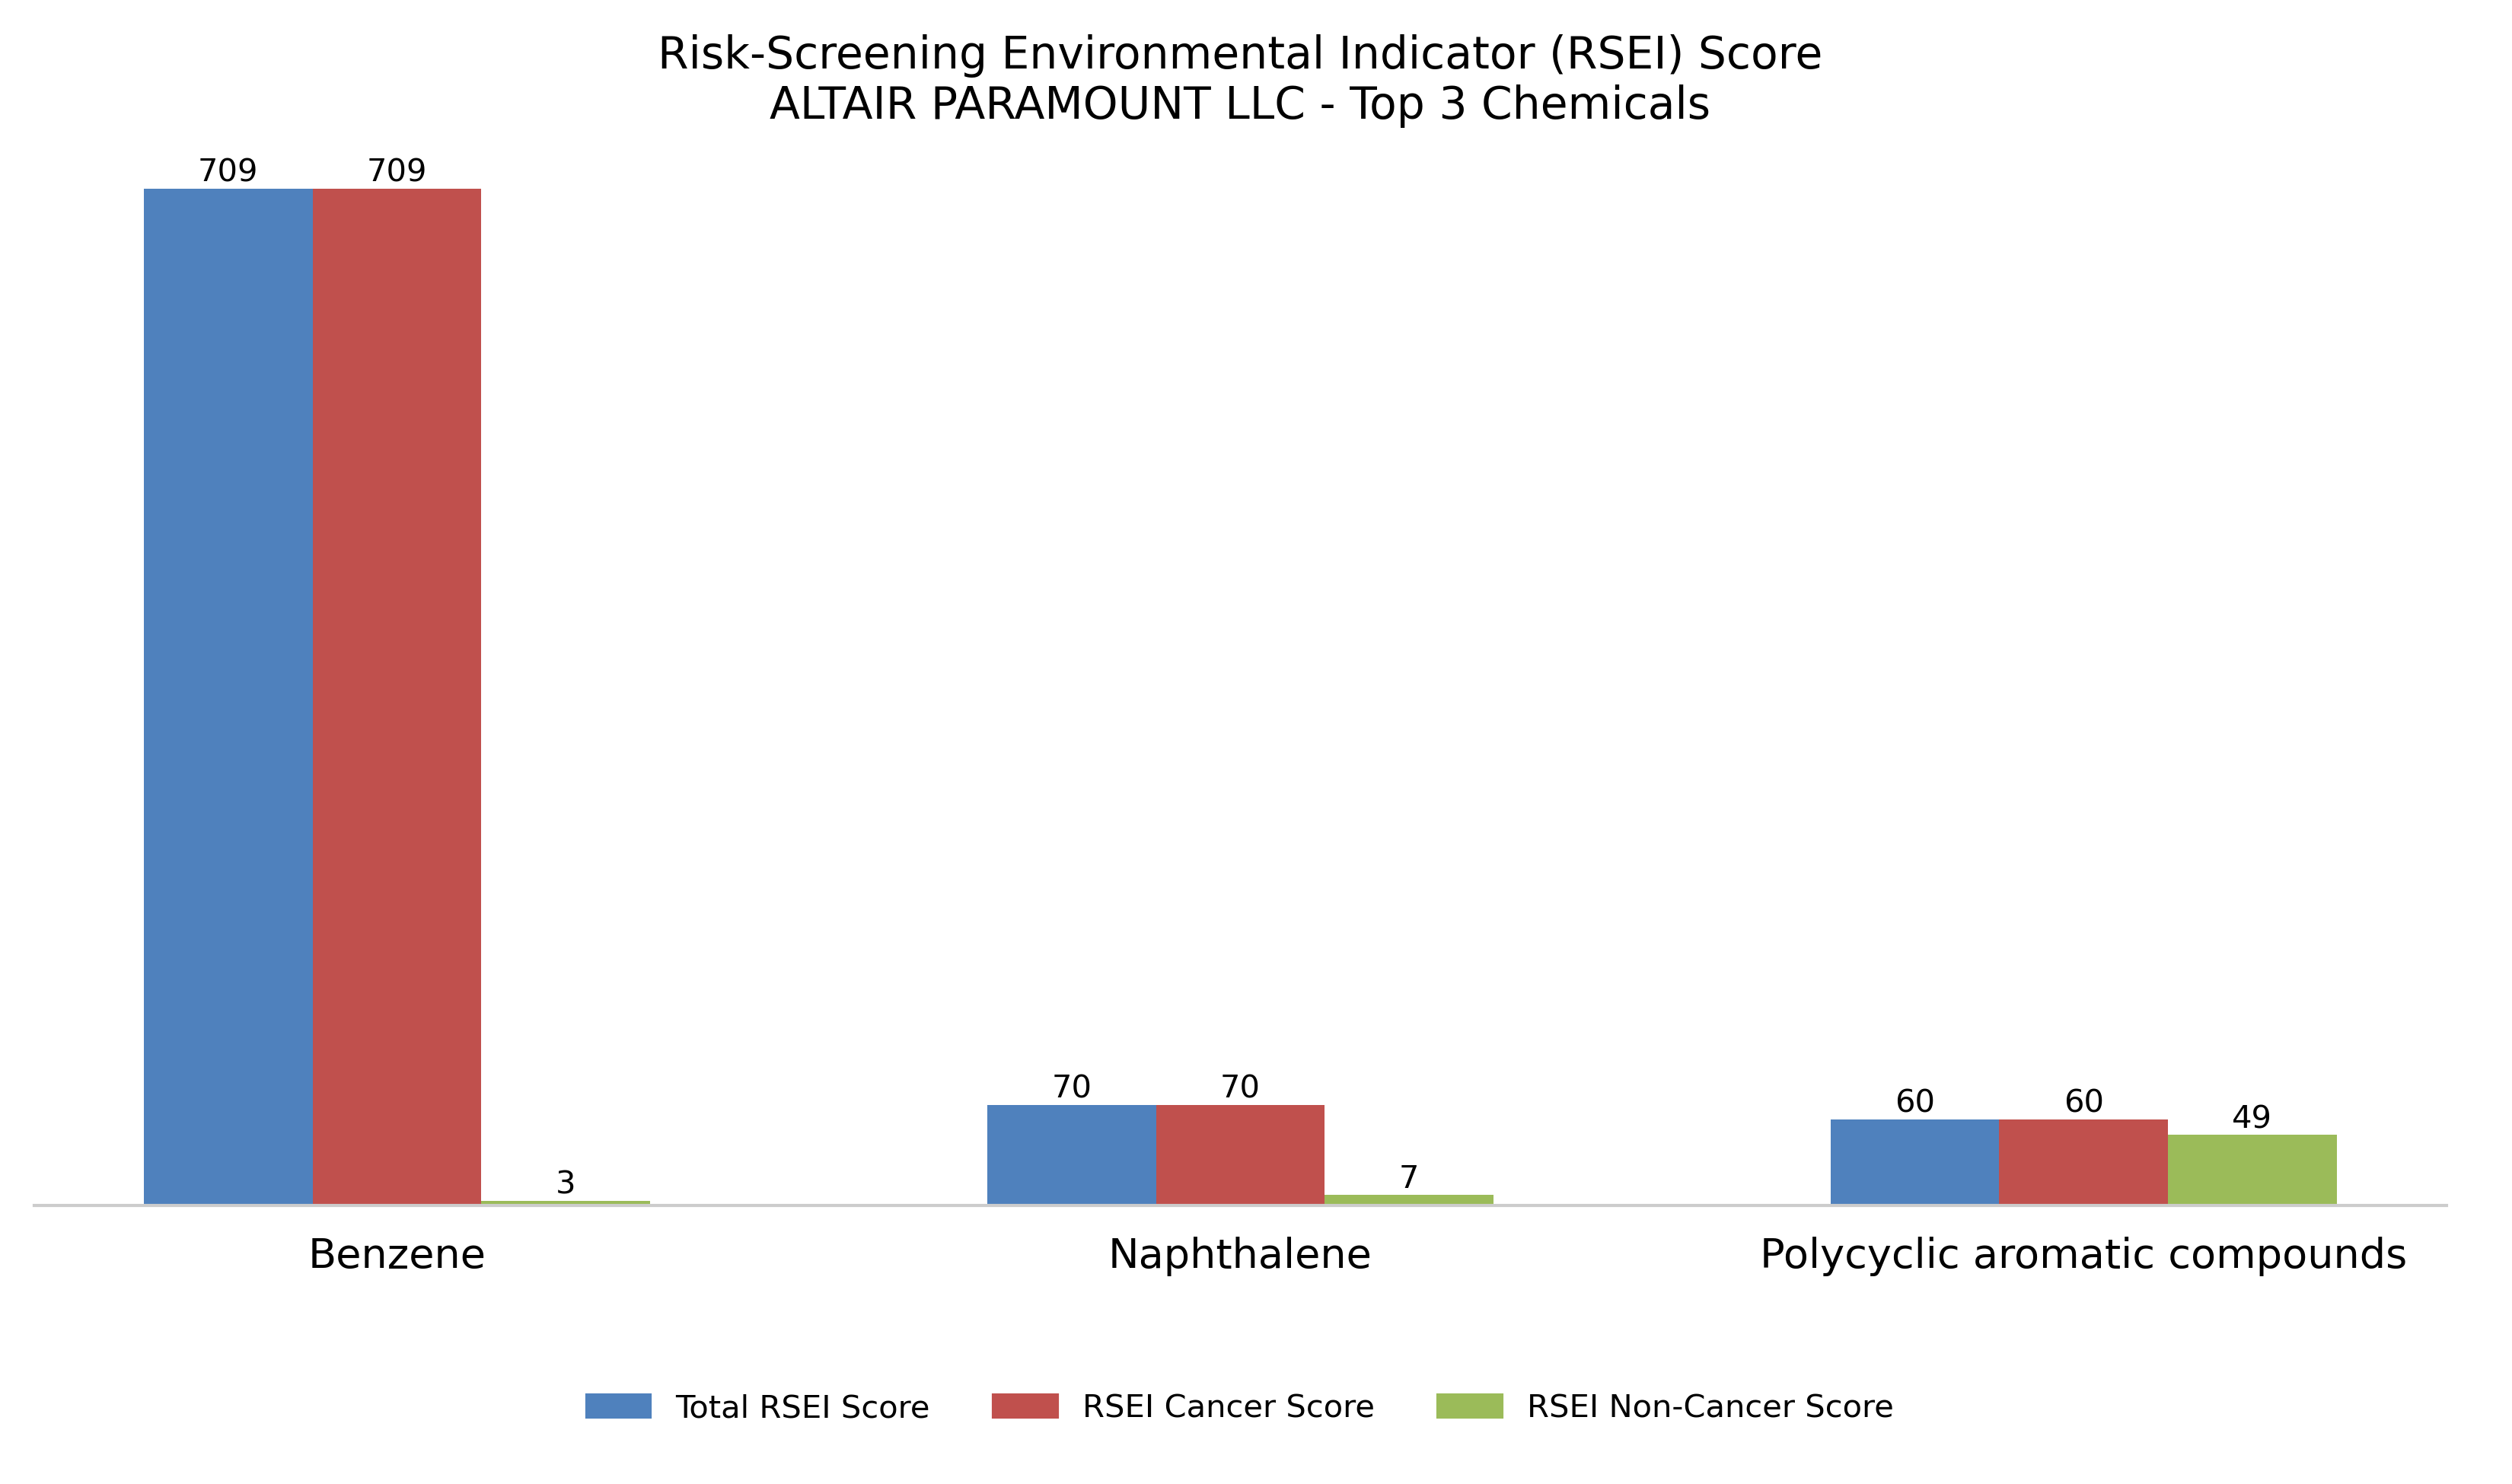 Risk-Screening Environmental Indicator (RSEI) Score
ALTAIR PARAMOUNT LLC - Top 3 Chemicals
709
709
3
70
70
7
60
60
49
Benzene
Naphthalene
Polycyclic aromatic compounds
Total RSEI Score
RSEI Cancer Score
RSEI Non-Cancer Score